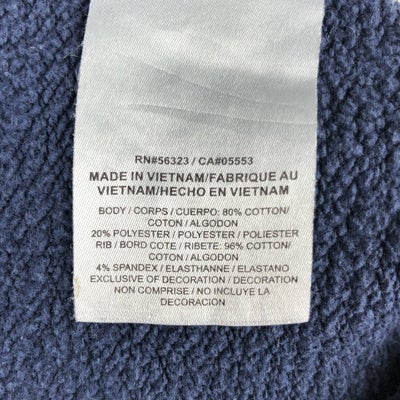 RN#56323 / CA#05553
MADE IN VIETNAM/FABRIQUE AU
VIETNAM/HECHO EN VIETNAM
BODY / CORPS / CUERPO: 80% COTTON/
COTON / ALGODON
20% POLYESTER / POLYESTER / POLIESTER
RIB / BORD COTE / RIBETE: 96% COTTON/
COTON / ALGODON
4% SPANDEX / ELASTHANNE / ELASTANO
EXCLUSIVE OF DECORATION / DECORATION
NON COMPRISE / NO INCLUYE LA
DECORACION